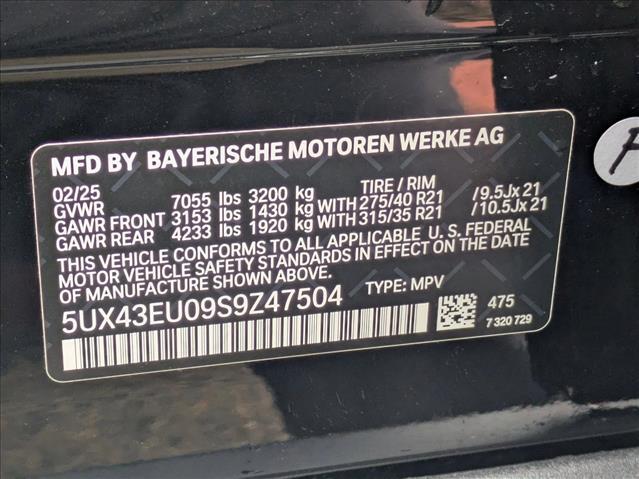 MFD BY BAYERISCHE MOTOREN WERKE AG
02/25 TIRE / RIM
GVWR 7055 lbs 3200 kg
GAWR FRONT 3153 lbs 1430 kg WITH 275/40 R21 /9.5Jx21
GAWR REAR 4233 lbs 1920 kg WITH 315/35 R21 /10.5Jx21
THIS VEHICLE CONFORMS TO ALL APPLICABLE U. S. FEDERAL
MOTOR VEHICLE SAFETY STANDARDS IN EFFECT ON THE DATE
OF MANUFACTURE SHOWN ABOVE.
5UX43EU09S9Z47504 TYPE: MPV
475
7 320 729